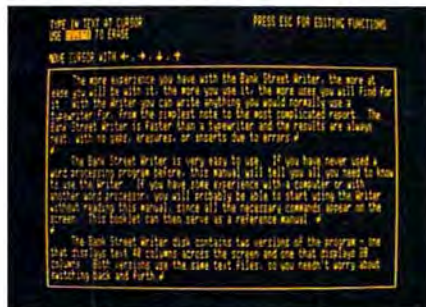 TYPE IN TEXT AT CURSOR PRESS ESC FOR EDITING FUNCTIONS
USE TO ERASE
MOVE CURSOR WITH ←,→,↓,↑
The more experience you have with the Bank Street Writer, the more at
ease you will be with it; the more you use it, the more uses you will find for
it. With the Writer you can write anything you would normally use a
typewriter for, from the simplest note to the most complicated report. The
Bank Street Writer is faster than a typewriter and the results are always
neat, with no gaps, erasures, or inserts due to errors.
The Bank Street Writer is very easy to use. If you have never used a
word processing program before, this manual will tell you all you need to know
to use the Writer. If you have some experience with a computer or with
another word processor, you will probably be able to start using the Writer
without reading this manual, since all commands appear on the
screen. This booklet can then serve as a reference manual.
The Bank Street Writer disk contains two versions of the program - one
that displays text 40 columns across the screen and one that displays 80
columns. Both versions use the same text files, so you needn't worry about
switching back and forth.